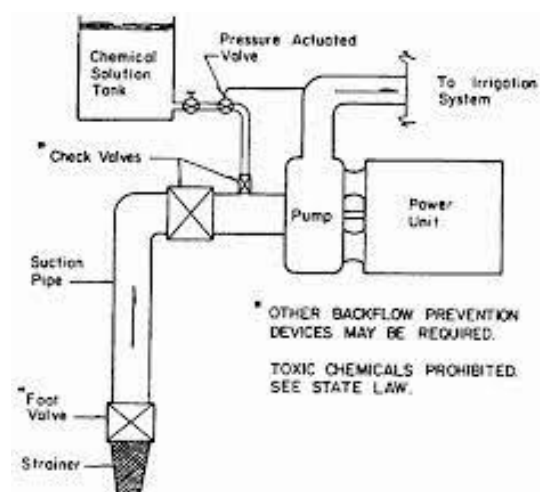 Chemical
Solution
Tank
Pressure Actuated
Valve
To Irrigation
System
* Check Valves
Pump
Power
Unit
Suction
Pipe
* OTHER BACKFLOW PREVENTION
DEVICES MAY BE REQUIRED.
TOXIC CHEMICALS PROHIBITED.
SEE STATE LAW.
*Foot
Valve
Strainer